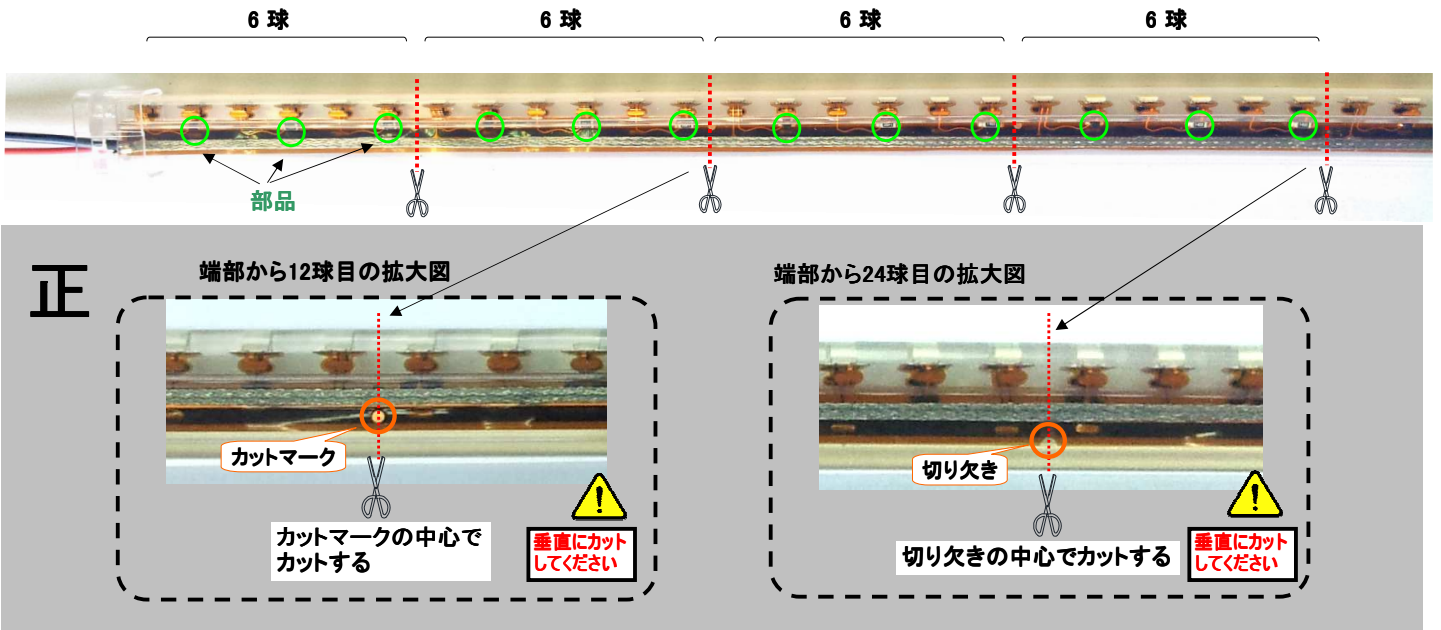 6 球
6 球
6 球
6 球
部品
正
端部から12球目の拡大図
カットマーク
カットマークの中心で
カットする
垂直にカット
してください
端部から24球目の拡大図
切り欠き
切り欠きの中心でカットする
垂直にカット
してください